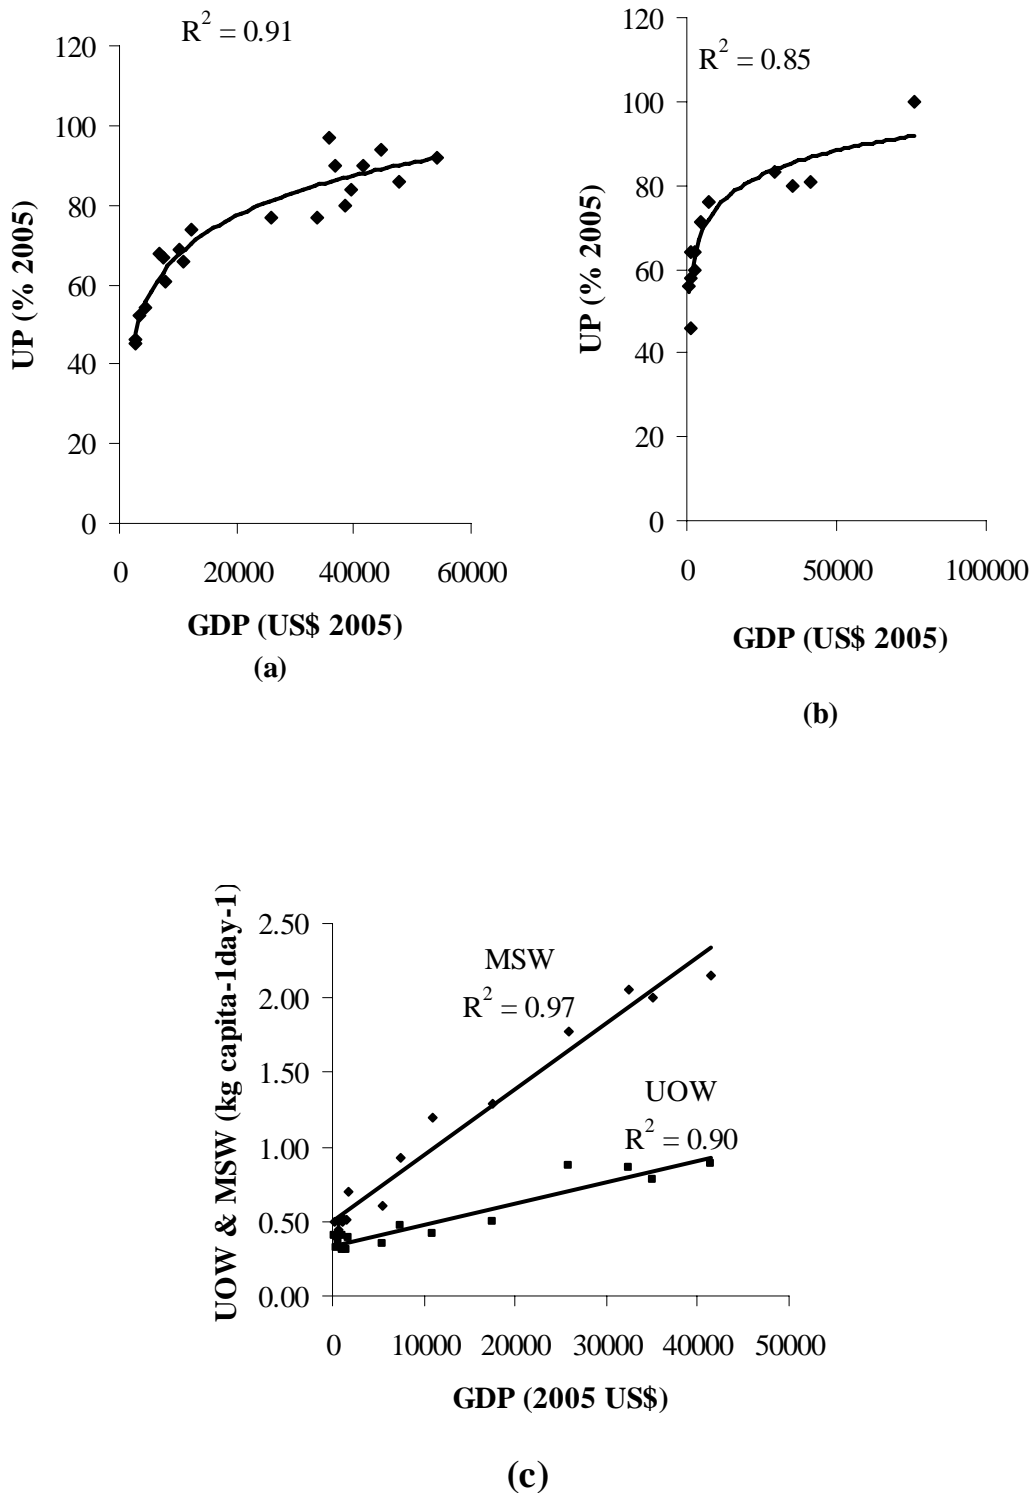 R2 = 0.91
120
100
80
60
40
20
0
UP (% 2005)
0 20000 40000 60000
GDP (US$ 2005)
(a)
120
R2 = 0.85
100
80
60
40
20
0
UP (% 2005)
0 50000 100000
GDP (US$ 2005)
(b)
UOW & MSW (kg capita-1day-1)
2.50
2.00
1.50
1.00
0.50
0.00
MSW
R2 = 0.97
UOW
R2 = 0.90
0 10000 20000 30000 40000 50000
GDP (2005 US$)
(c)